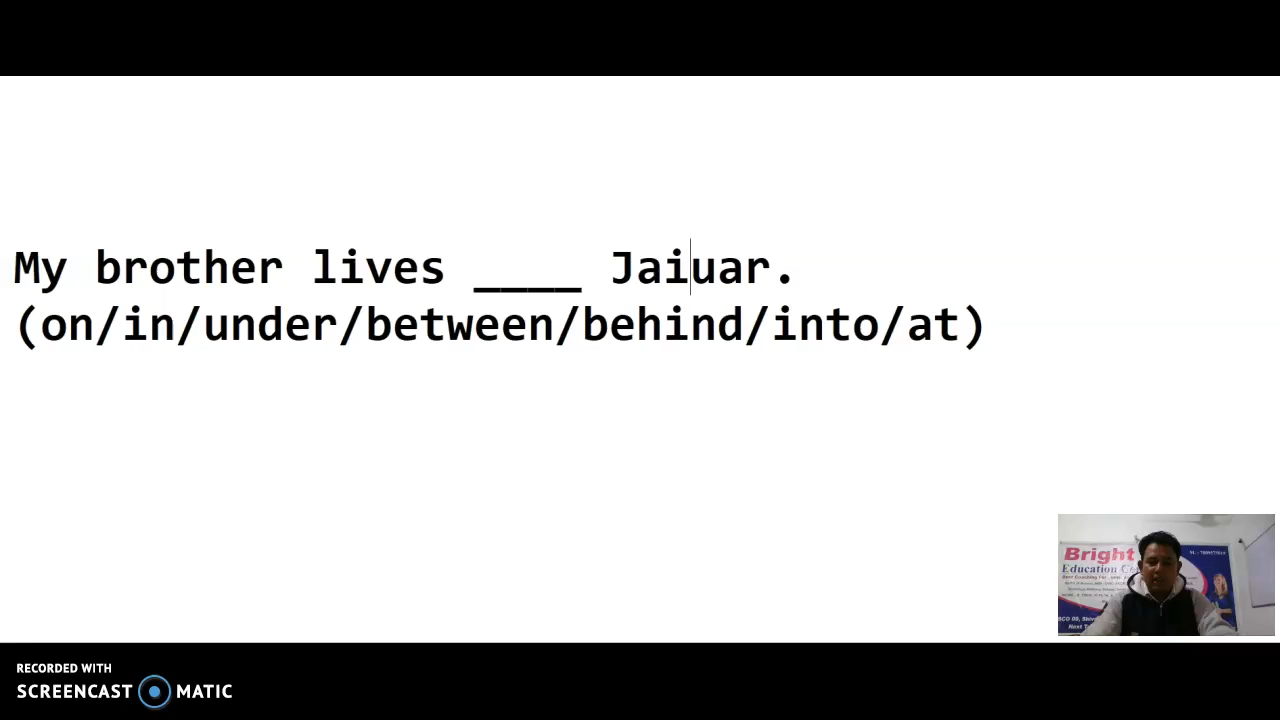 My brother lives ____ Jaiuar.
(on/in/under/between/behind/into/at)
Bright
Education
RECORDED WITH
SCREENCAST MATIC